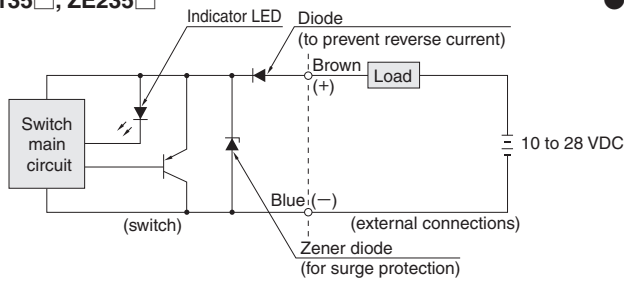 ZE235□
Indicator LED
Diode
(to prevent reverse current)
Brown
(+)
Load
Switch
main
circuit
10 to 28 VDC
Blue
(−)
(switch)
(external connections)
Zener diode
(for surge protection)